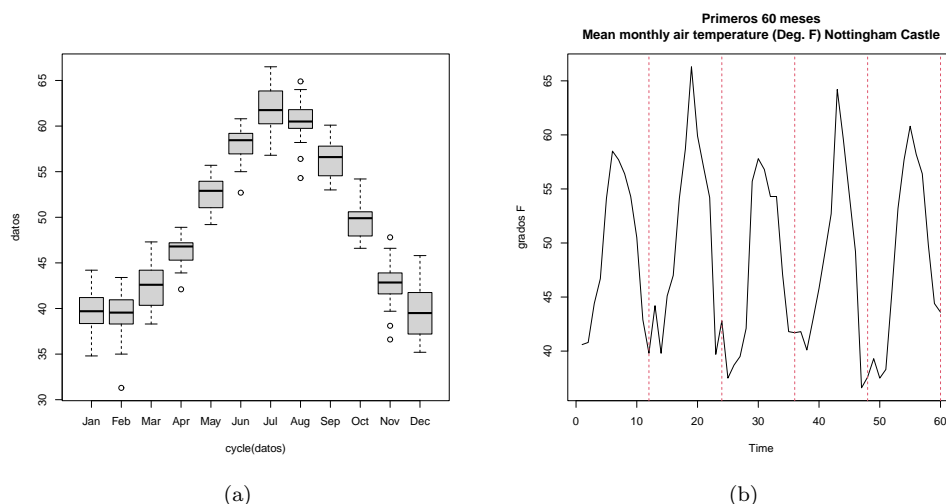 datos
65
60
55
50
45
40
35
30
Jan Feb Mar Apr May Jun Jul Aug Sep Oct Nov Dec
cycle(datos)
(a)
Primeros 60 meses
Mean monthly air temperature (Deg. F) Nottingham Castle
grados F
65
60
55
50
45
40
0 10 20 30 40 50 60
Time
(b)